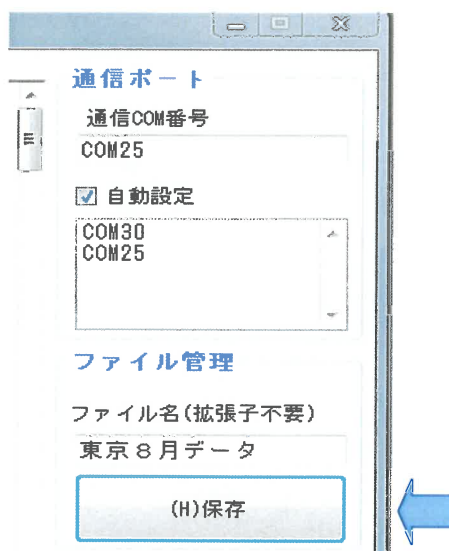 通信ポート
通信COM番号
COM25
自動設定
COM30
COM25
ファイル管理
ファイル名(拡張子不要)
東京８月データ
(H)保存